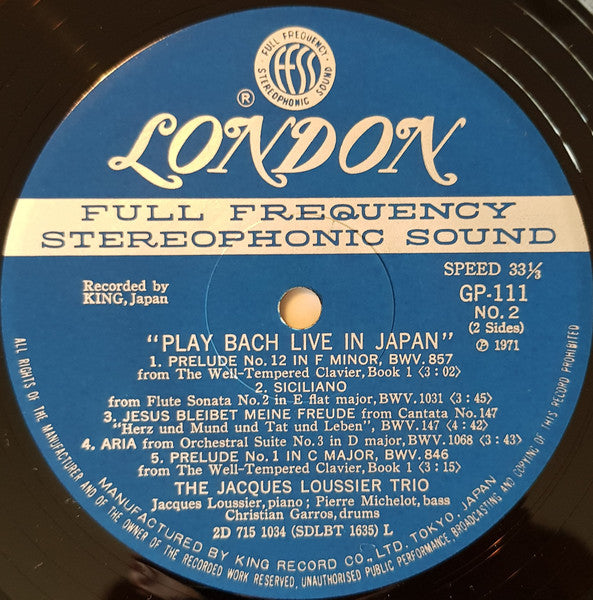 FULL FREQUENCY
FFSS
STEREOPHONIC SOUND
®
LONDON
FULL FREQUENCY
STEREOPHONIC SOUND
Recorded by
KING, Japan
SPEED 33⅓
GP-111
NO. 2
(2 Sides)
℗ 1971
"PLAY BACH LIVE IN JAPAN"
1. PRELUDE No. 12 IN F MINOR, BWV. 857
from The Well-Tempered Clavier, Book 1 <3 : 02>
2. SICILIANO
from Flute Sonata No. 2 in E flat major, BWV. 1031 <3 : 45>
3. JESUS BLEIBET MEINE FREUDE from Cantata No. 147
"Herz und Mund und Tat und Leben", BWV. 147 <4 : 42>
4. ARIA from Orchestral Suite No. 3 in D major, BWV. 1068 <3 : 43>
5. PRELUDE No. 1 IN C MAJOR, BWV. 846
from The Well-Tempered Clavier, Book 1 <3 : 15>
THE JACQUES LOUSSIER TRIO
Jacques Loussier, piano ; Pierre Michelot, bass
Christian Garros, drums
2D 715 1034 (SDLBT 1635) L
MANUFACTURED BY KING RECORD CO., LTD. TOKYO, JAPAN
ALL RIGHTS OF THE MANUFACTURER AND OF THE OWNER OF THE RECORDED WORK RESERVED, UNAUTHORISED PUBLIC PERFORMANCE, BROADCASTING AND COPYING OF THIS RECORD PROHIBITED